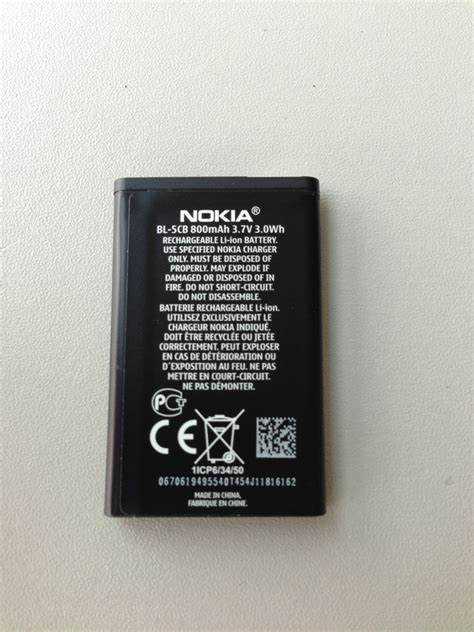 NOKIA®
BL-5CB 800mAh 3.7V 3.0Wh
RECHARGEABLE Li-ion BATTERY.
USE SPECIFIED NOKIA CHARGER
ONLY. MUST BE DISPOSED OF
PROPERLY. MAY EXPLODE IF
DAMAGED OR DISPOSED OF IN
FIRE. DO NOT SHORT-CIRCUIT.
DO NOT DISASSEMBLE.
BATTERIE RECHARGEABLE Li-ion.
UTILISEZ EXCLUSIVEMENT LE
CHARGEUR NOKIA INDIQUÉ.
DOIT ÊTRE RECYCLÉE OU JETÉE
CORRECTEMENT. PEUT EXPLOSER
EN CAS DE DÉTÉRIORATION OU
D'EXPOSITION AU FEU. NE PAS
METTRE EN COURT-CIRCUIT.
NE PAS DÉMONTER.
PCT
CE
1ICP6/34/50
0670619495540T454J11816162
MADE IN CHINA.
FABRIQUE EN CHINE.